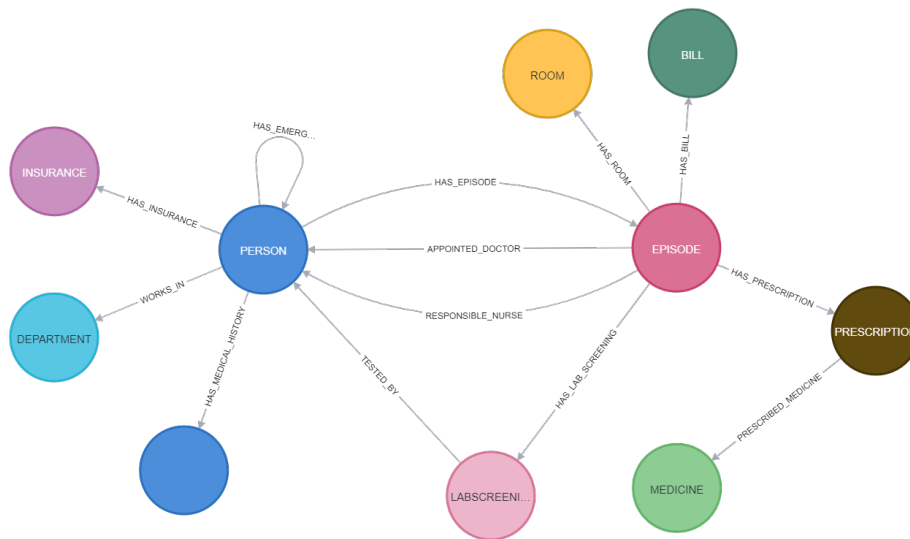 BILL
ROOM
HAS_EMERG...
HAS_ROOM
HAS_BILL
INSURANCE
HAS_INSURANCE
HAS_EPISODE
PERSON
APPOINTED_DOCTOR
EPISODE
HAS_PRESCRIPTION
WORKS_IN
RESPONSIBLE_NURSE
DEPARTMENT
PRESCRIPTION
HAS_MEDICAL_HISTORY
TESTED_BY
HAS_LAB_SCREENING
PRESCRIBED_MEDICINE
LABSCREENI...
MEDICINE